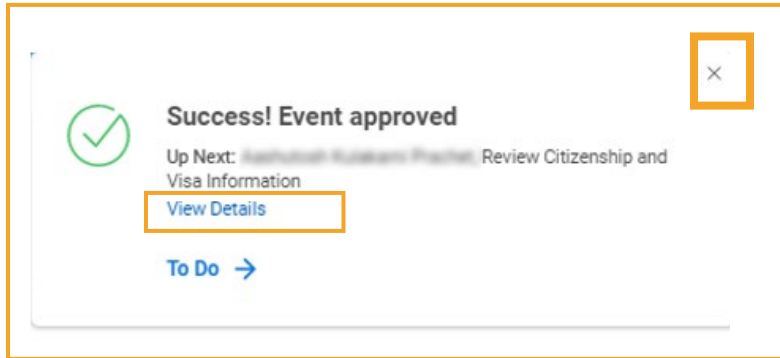 Success! Event approved
Up Next: Review Citizenship and
Visa Information
View Details
To Do